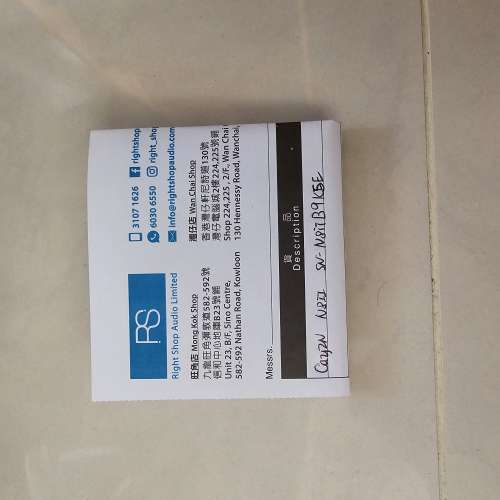 RS
Right Shop Audio Limited
3107 1626 rightshop
6030 6550 right_shop
info@rightshopaudio.com
旺角店 Mong Kok Shop
九龍旺角彌敦道582-592號
信和中心地庫B23號舖
Unit 23, B/F, Sino Centre,
582-592 Nathan Road, Kowloon
灣仔店 Wan Chai Shop
香港灣仔軒尼詩道130號
灣仔電腦城2樓224,225號舖
Shop 224,225, 2/F., Wan Chai
130 Hennessy Road, Wanchai,
Messrs.
貨 品
Description
Cayin N8ii SN-N8iiB9K5E